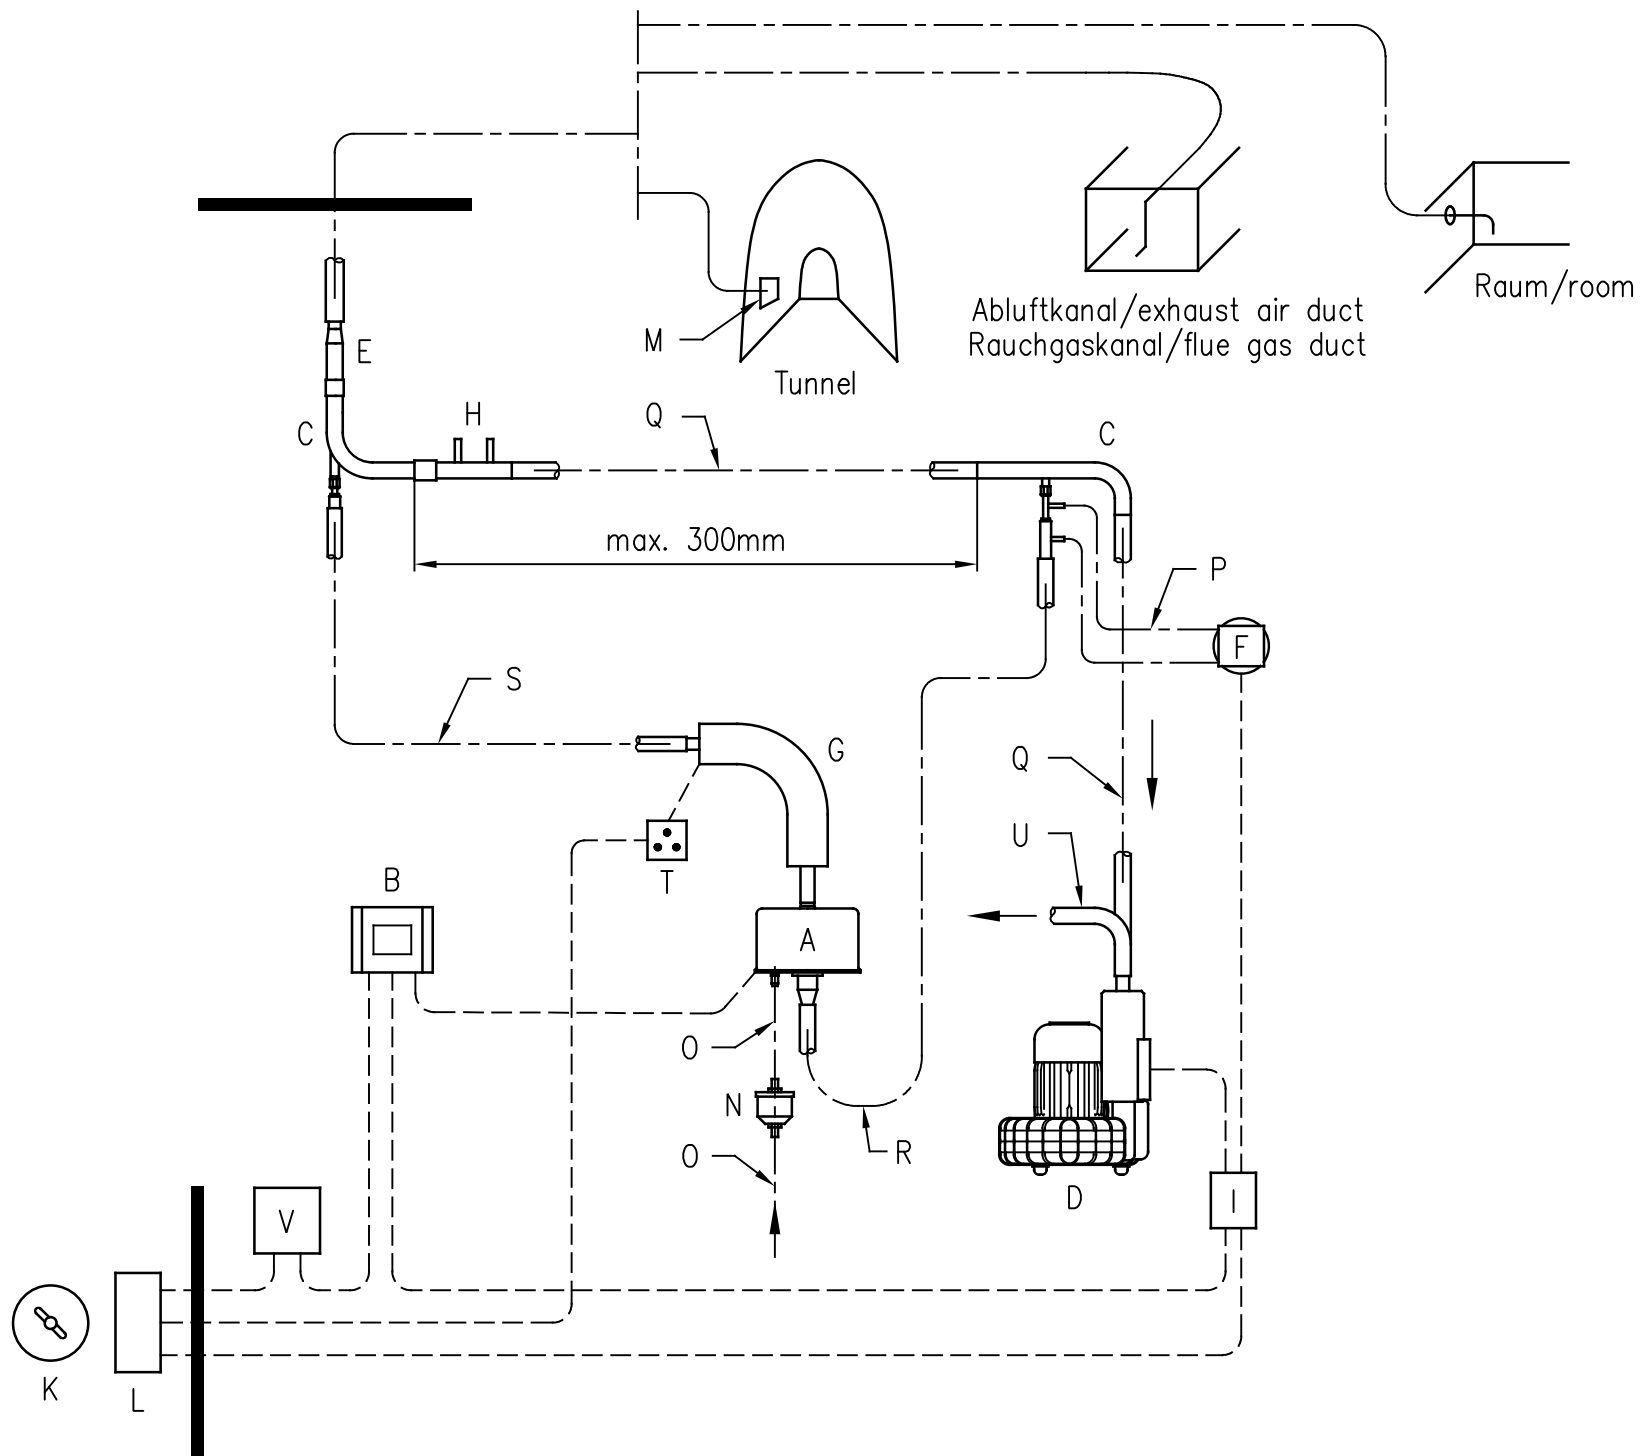 Raum/room
Abluftkanal/exhaust air duct
Rauchgaskanal/flue gas duct
M
E
Tunnel
H
Q
C
C
max. 300mm
P
F
S
G
Q
U
T
B
A
O
N
O
R
D
I
V
K
L